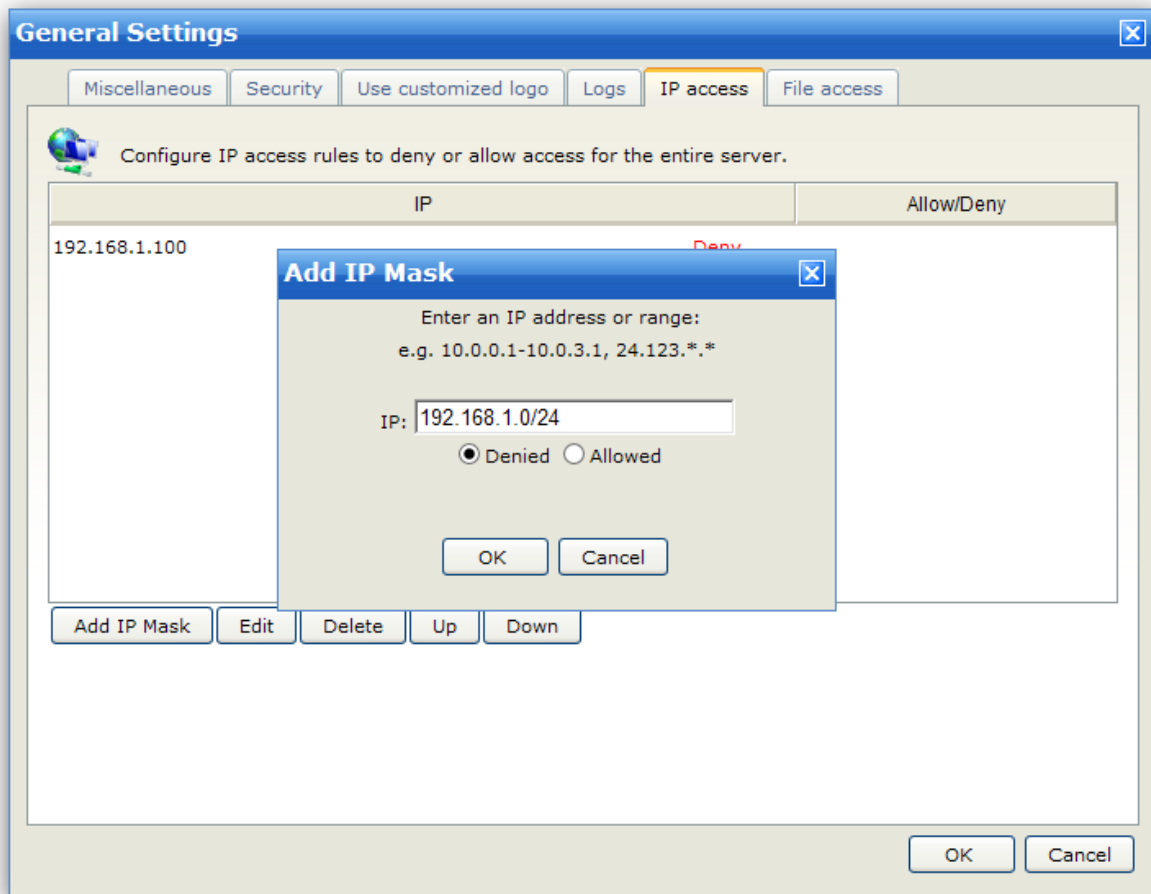 General Settings
Miscellaneous Security Use customized logo Logs IP access File access
Configure IP access rules to deny or allow access for the entire server.
IP Allow/Deny
192.168.1.100 Deny
Add IP Mask
Enter an IP address or range:
e.g. 10.0.0.1-10.0.3.1, 24.123.*.*
IP: 192.168.1.0/24
Denied Allowed
OK Cancel
Add IP Mask Edit Delete Up Down
OK Cancel